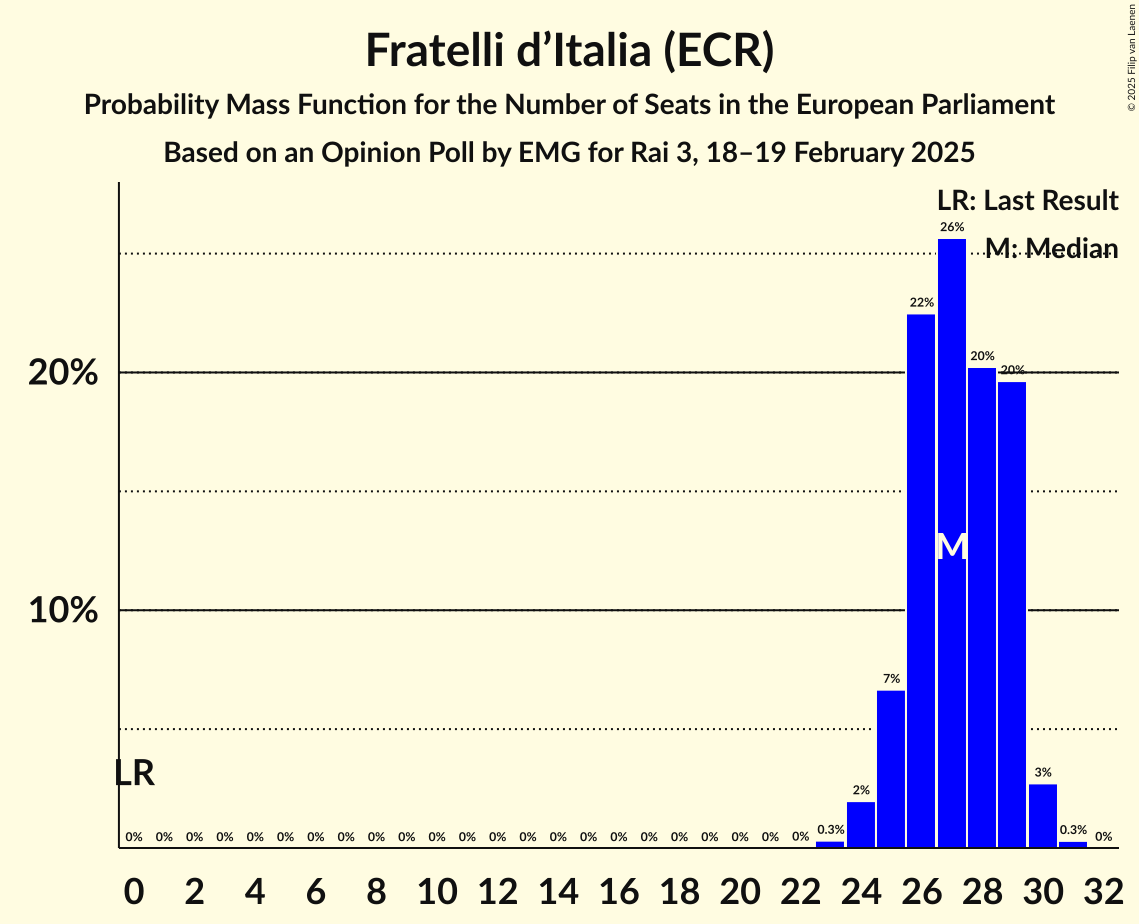 Fratelli d’Italia (ECR)
Probability Mass Function for the Number of Seats in the European Parliament
Based on an Opinion Poll by EMG for Rai 3, 18–19 February 2025
© 2025 Filip van Laenen
LR: Last Result
M: Median
26%
22%
20%
20%
20%
M
10%
7%
LR
2%
3%
0% 0% 0% 0% 0% 0% 0% 0% 0% 0% 0% 0% 0% 0% 0% 0% 0% 0% 0% 0% 0% 0% 0% 0.3% 0.3% 0%
0 2 4 6 8 10 12 14 16 18 20 22 24 26 28 30 32